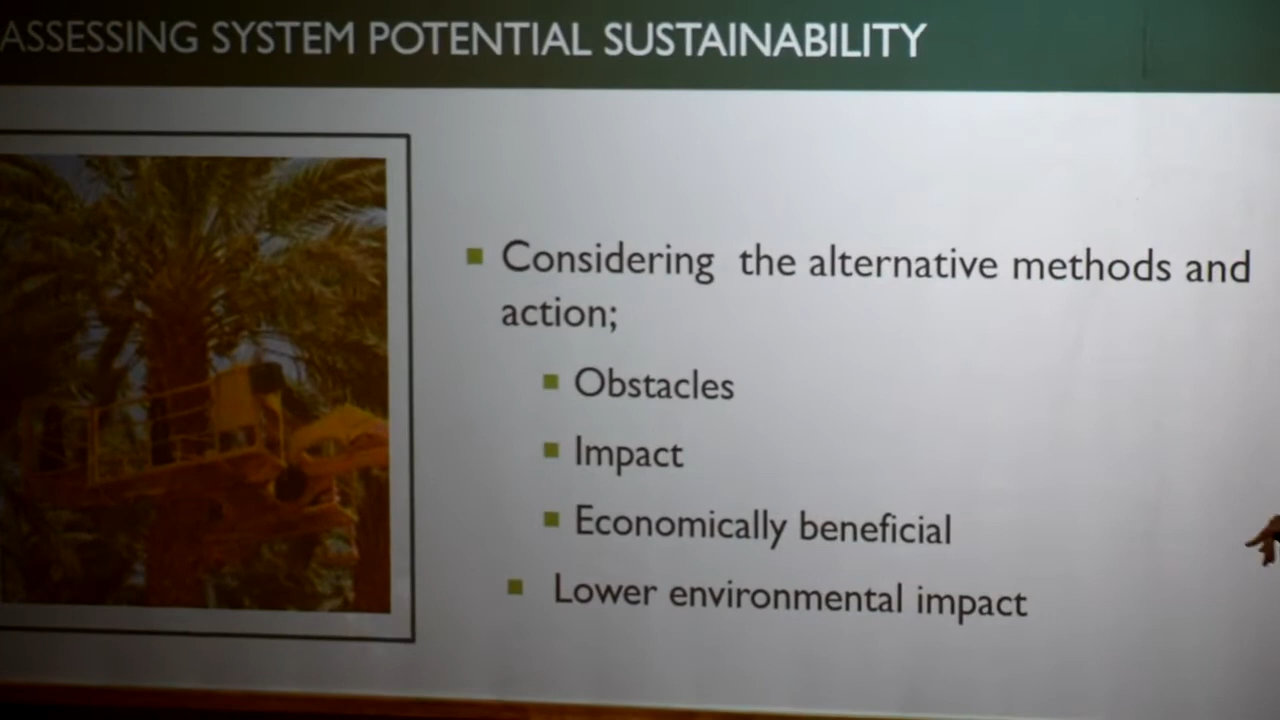 ASSESSING SYSTEM POTENTIAL SUSTAINABILITY
Considering the alternative methods and
action;
Obstacles
Impact
Economically beneficial
Lower environmental impact